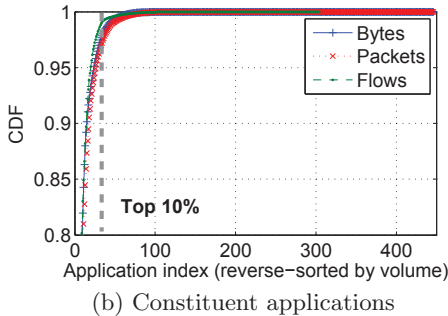 1
0.95
0.9
0.85
0.8
CDF
Bytes
Packets
Flows
Top 10%
0 100 200 300 400
Application index (reverse−sorted by volume)
(b) Constituent applications